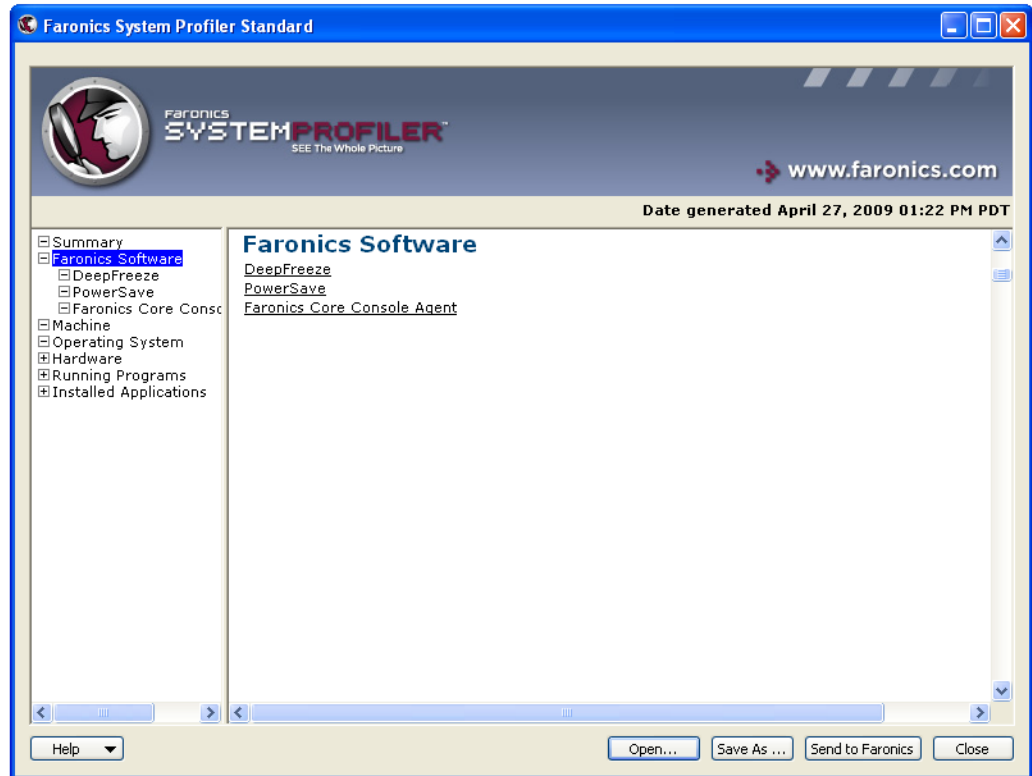 Faronics System Profiler Standard
Faronics
SYSTEMPROFILER™
SEE The Whole Picture
www.faronics.com
Date generated April 27, 2009 01:22 PM PDT
Summary
Faronics Software
DeepFreeze
PowerSave
Faronics Core Consc
Machine
Operating System
Hardware
Running Programs
Installed Applications
Faronics Software
DeepFreeze
PowerSave
Faronics Core Console Agent
Help
Open...
Save As ...
Send to Faronics
Close